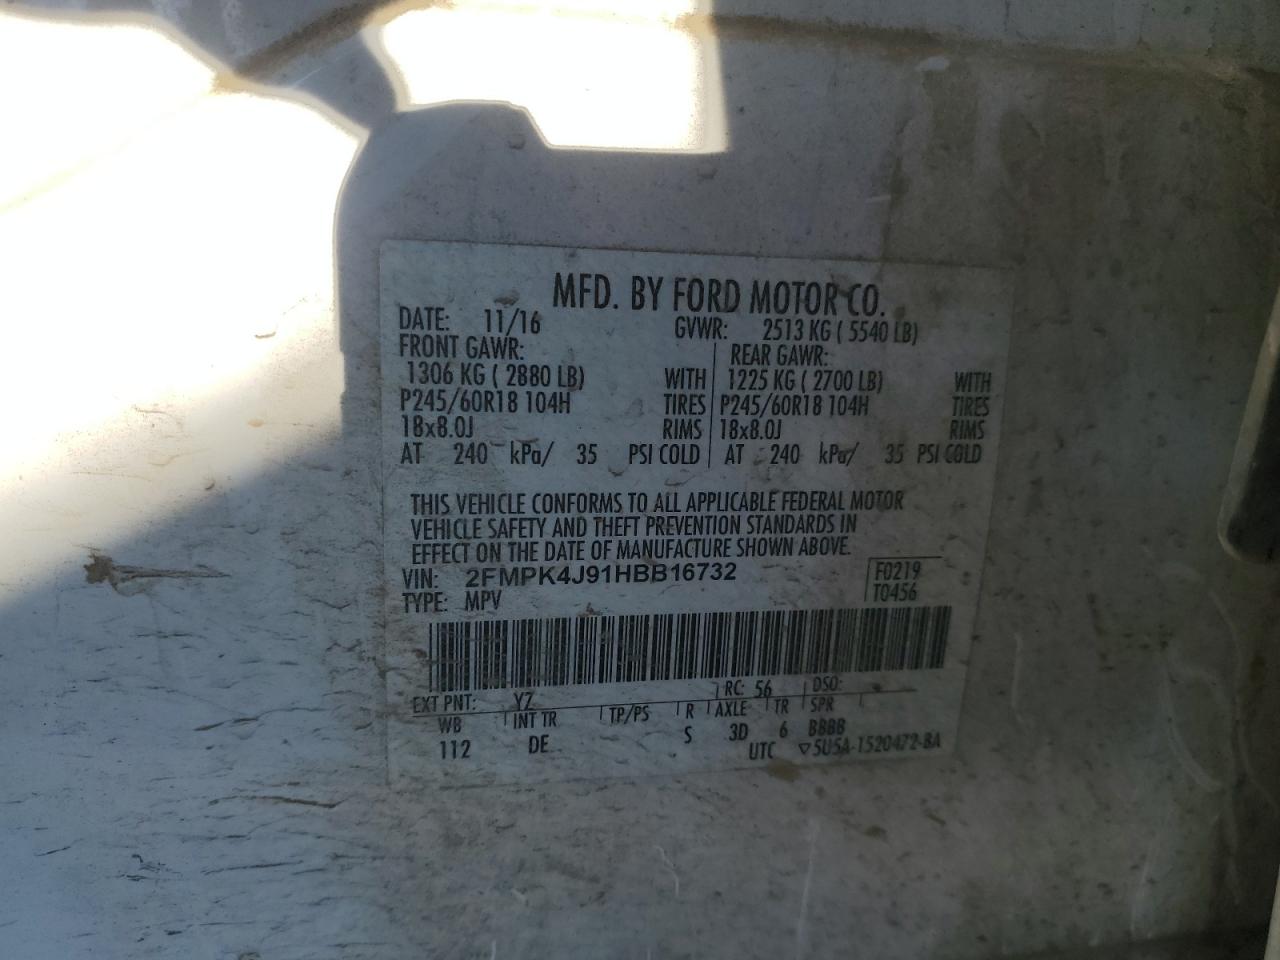 MFD. BY FORD MOTOR CO.
DATE: 11/16 GVWR: 2513 KG ( 5540 LB)
FRONT GAWR: REAR GAWR:
1306 KG ( 2880 LB) WITH 1225 KG ( 2700 LB) WITH
P245/60R18 104H TIRES P245/60R18 104H TIRES
18x8.0J RIMS 18x8.0J RIMS
AT 240 kPa/ 35 PSI COLD AT 240 kPa/ 35 PSI COLD
THIS VEHICLE CONFORMS TO ALL APPLICABLE FEDERAL MOTOR
VEHICLE SAFETY AND THEFT PREVENTION STANDARDS IN
EFFECT ON THE DATE OF MANUFACTURE SHOWN ABOVE.
VIN: 2FMPK4J91HBB16732 F0219
TYPE: MPV T0456
EXT PNT: YZ RC: 56 DSO:
WB INT TR TP/PS R AXLE TR SPR
112 DE S 3D 6 BBBB
UTC ▽5U5A-1520472-BA